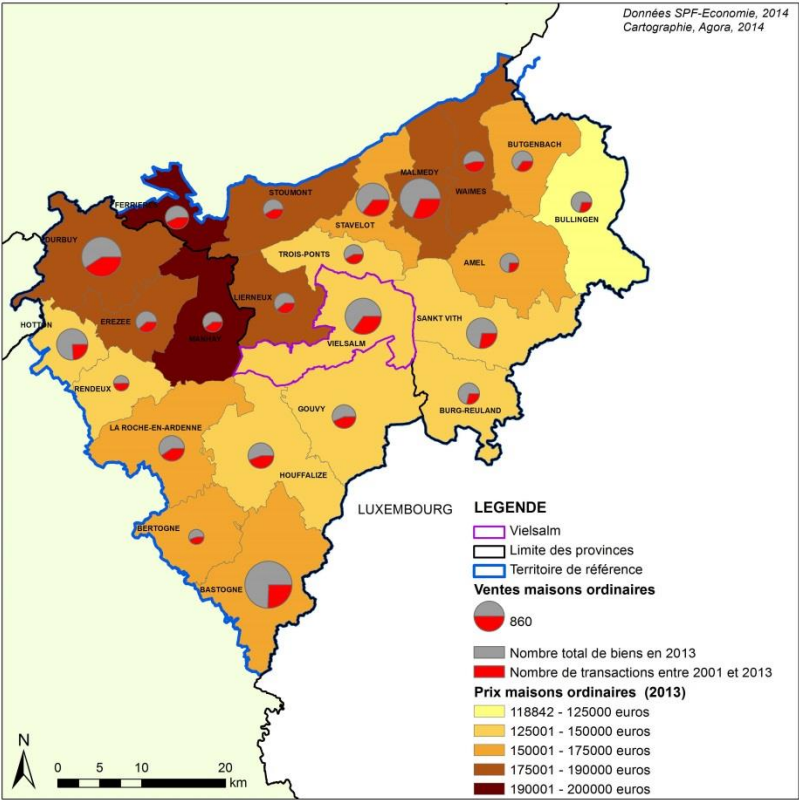 Données SPF-Economie, 2014
Cartographie, Agora, 2014
BUTGENBACH
MALMEDY
WAIMES
STOUMONT
FERRIERES
BULLINGEN
STAVELOT
DURBUY
TROIS-PONTS
AMEL
LIERNEUX
EREZEE
SANKT VITH
HOTTON
MANHAY
VIELSALM
RENDEUX
GOUVY
BURG-REULAND
LA ROCHE-EN-ARDENNE
HOUFFALIZE
LUXEMBOURG
LEGENDE
Vielsalm
BERTOGNE
Limite des provinces
Territoire de référence
BASTOGNE
Ventes maisons ordinaires
860
Nombre total de biens en 2013
Nombre de transactions entre 2001 et 2013
Prix maisons ordinaires (2013)
118842 - 125000 euros
125001 - 150000 euros
150001 - 175000 euros
175001 - 190000 euros
190001 - 200000 euros
N
0 5 10 20
km